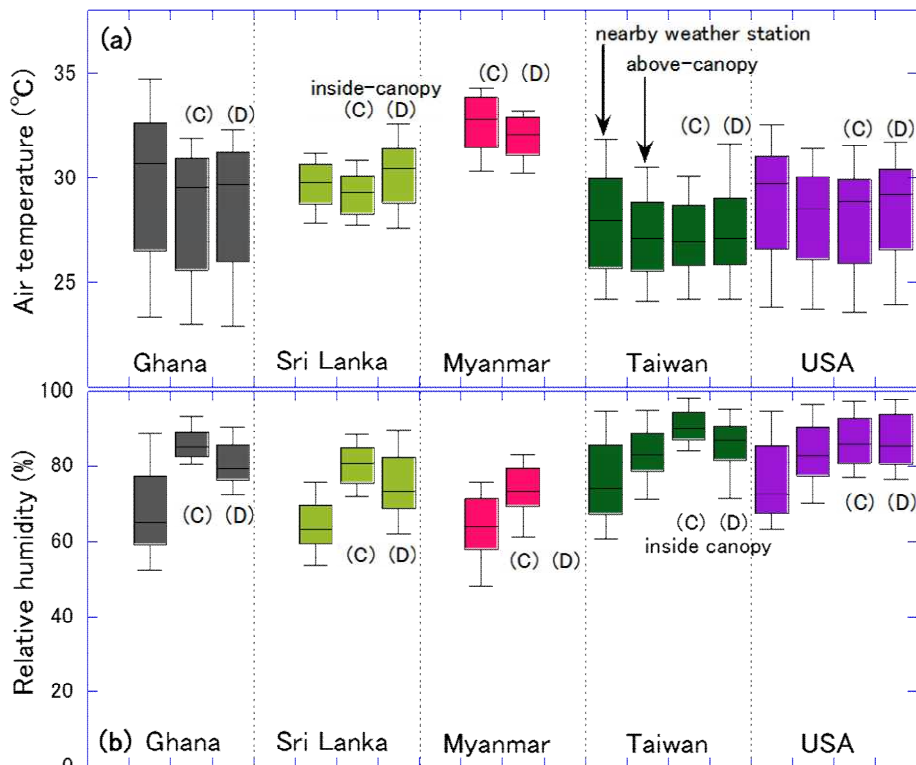 (a)
nearby weather station
above-canopy
inside-canopy
(C) (D)
(C) (D)
(C) (D)
(C) (D)
(C) (D)
Air temperature (°C)
35
30
25
Ghana Sri Lanka Myanmar Taiwan USA
100
80
60
40
20
0
Relative humidity (%)
(C) (D)
(C) (D)
(C) (D)
(C) (D)
inside canopy
(C) (D)
(b) Ghana Sri Lanka Myanmar Taiwan USA